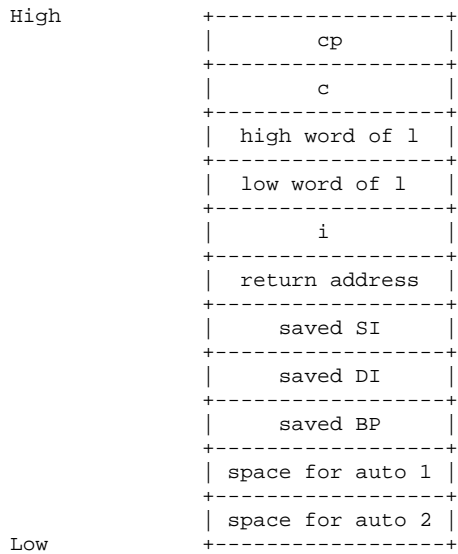 High
cp
c
high word of l
low word of l
i
return address
saved SI
saved DI
saved BP
space for auto 1
space for auto 2
Low